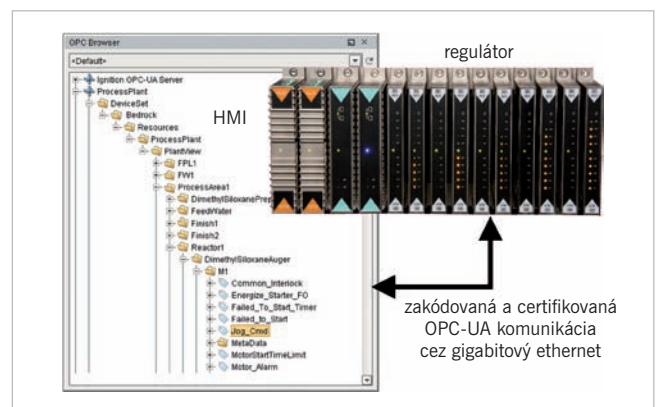 OPC Browser
<Default>
Ignition OPC-UA Server
ProcessPlant
DeviceSet
Bedrock
Resources
ProcessPlant
PlantView
FPL1
FW1
ProcessArea1
DimethylSiloxanePrep
FeedWater
Finish1
Finish2
Reactor1
DimethylSiloxaneAuger
M1
Common_Interlock
Energize_Starter_FO
Failed_To_Start_Timer
Failed_to_Start
Jog_Cmd
MetaData
MotorStartTimeLimit
Motor_Alarm
HMI
regulátor
zakódovaná a certifikovaná
OPC-UA komunikácia
cez gigabitový ethernet